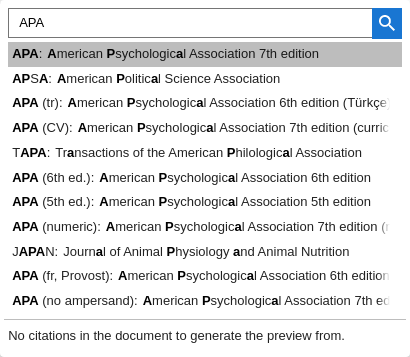 APA
APA: American Psychological Association 7th edition
APSA: American Political Science Association
APA (tr): American Psychological Association 6th edition (Türkçe
APA (CV): American Psychological Association 7th edition (curric
TAPA: Transactions of the American Philological Association
APA (6th ed.): American Psychological Association 6th edition
APA (5th ed.): American Psychological Association 5th edition
APA (numeric): American Psychological Association 7th edition (
JAPAN: Journal of Animal Physiology and Animal Nutrition
APA (fr, Provost): American Psychological Association 6th edition
APA (no ampersand): American Psychological Association 7th ed
No citations in the document to generate the preview from.